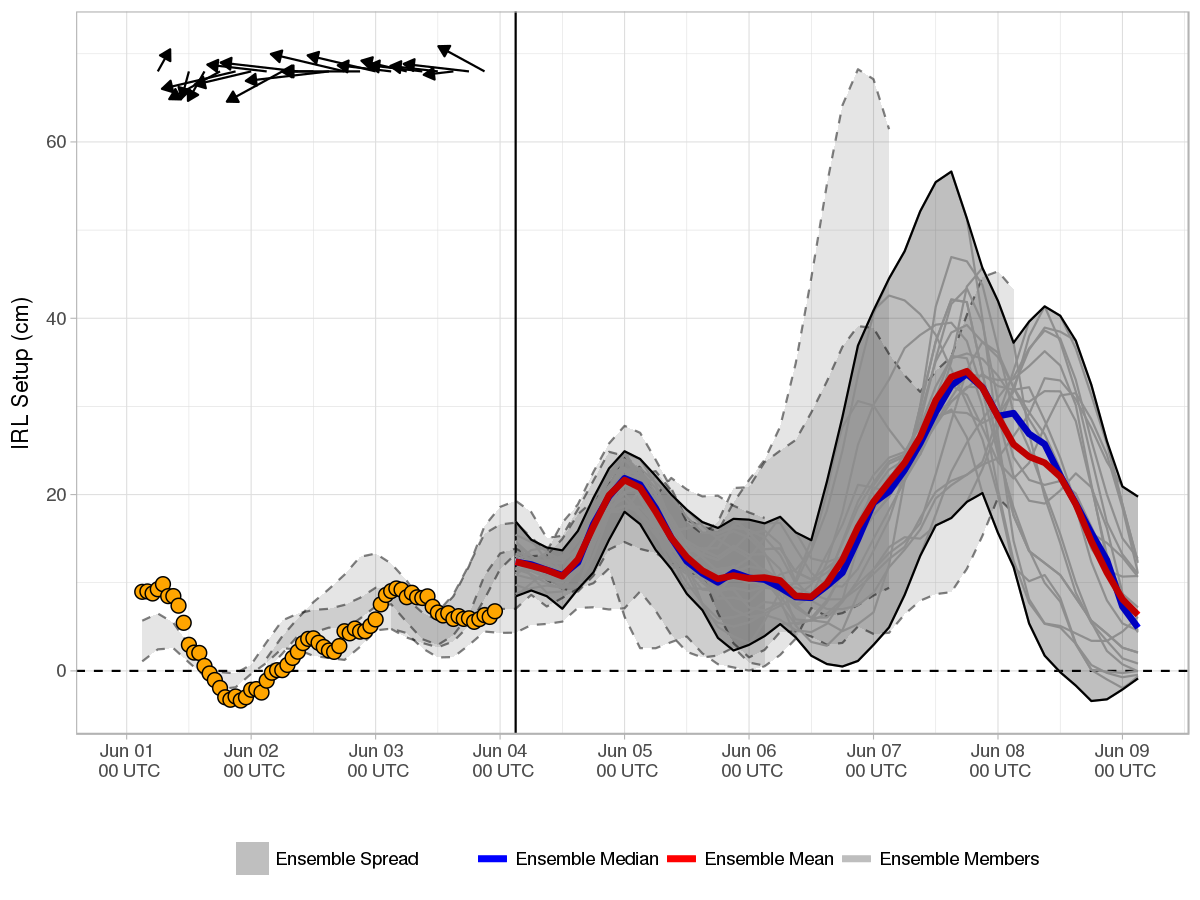 IRL Setup (cm)
60
40
20
0
Jun 01 Jun 02 Jun 03 Jun 04 Jun 05 Jun 06 Jun 07 Jun 08 Jun 09
00 UTC 00 UTC 00 UTC 00 UTC 00 UTC 00 UTC 00 UTC 00 UTC 00 UTC
Ensemble Spread Ensemble Median Ensemble Mean Ensemble Members